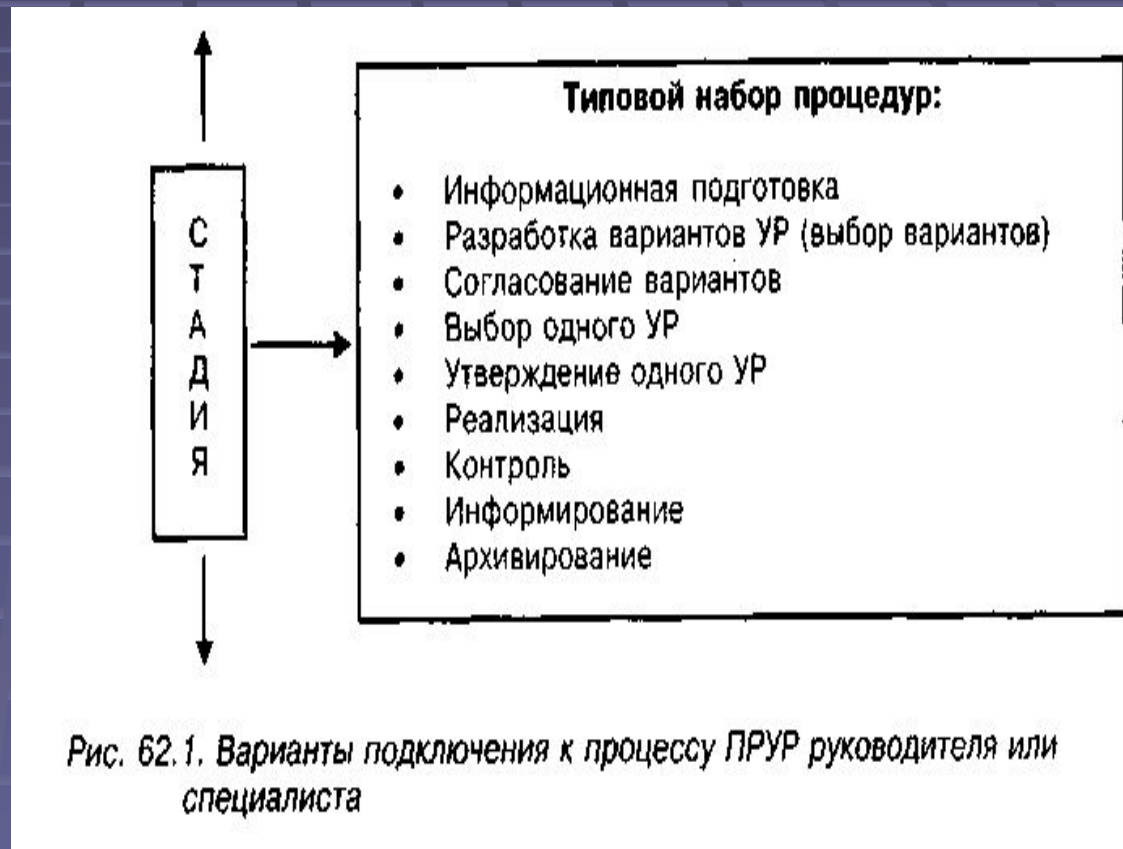 Типовой набор процедур:
СТАДИЯ
• Информационная подготовка
• Разработка вариантов УР (выбор вариантов)
• Согласование вариантов
• Выбор одного УР
• Утверждение одного УР
• Реализация
• Контроль
• Информирование
• Архивирование
Рис. 62.1. Варианты подключения к процессу ПРУР руководителя или
специалиста